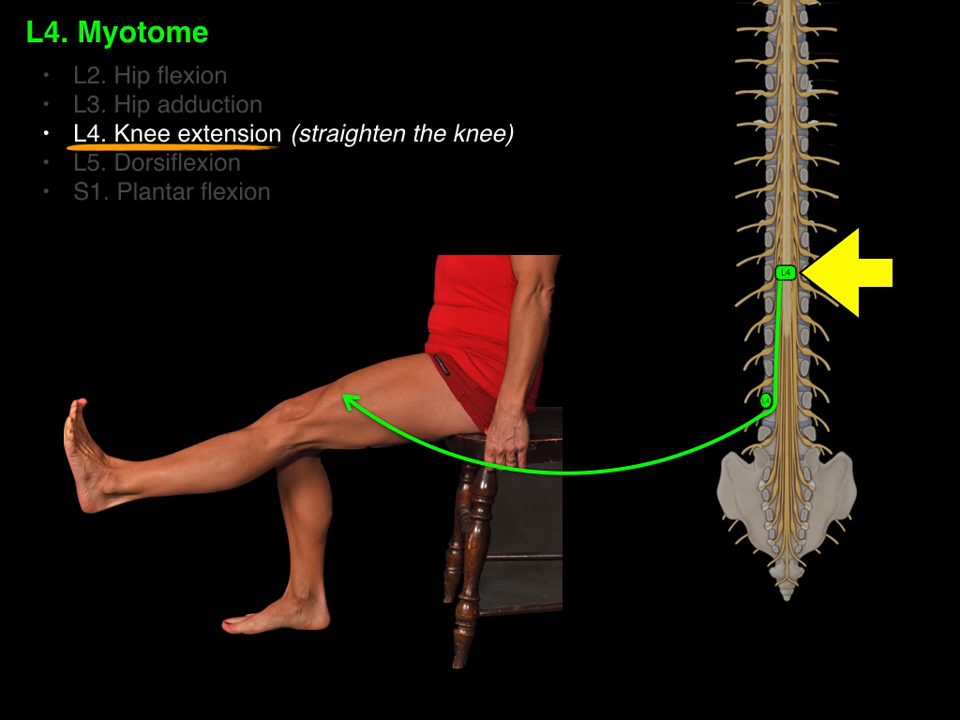 L4. Myotome
• L2. Hip flexion
• L3. Hip adduction
• L4. Knee extension (straighten the knee)
• L5. Dorsiflexion
• S1. Plantar flexion
L4
L4